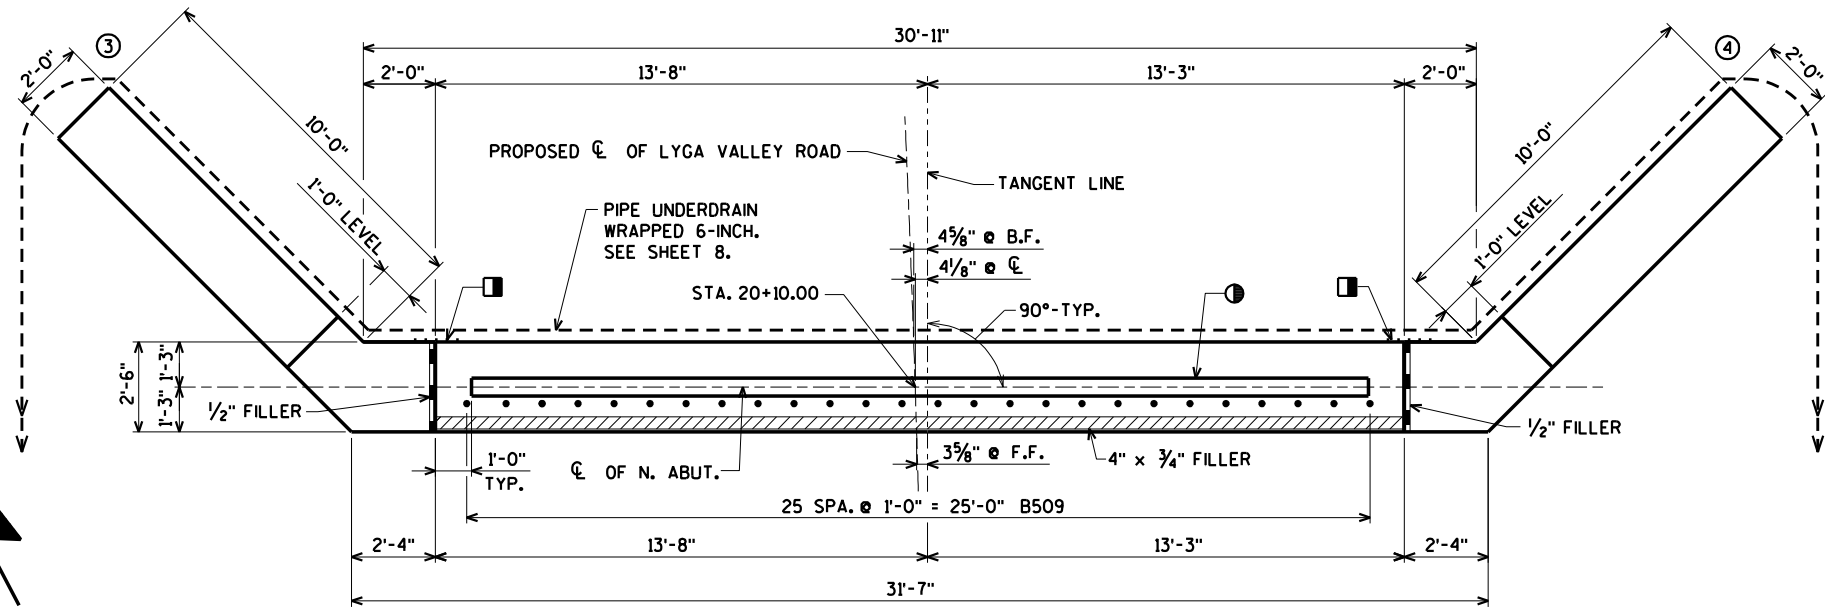 30'-11"
2'-0"
13'-8"
13'-3"
2'-0"
3
2'-0"
10'-0"
1'-0" LEVEL
4
2'-0"
10'-0"
1'-0" LEVEL
PROPOSED ℄ OF LYGA VALLEY ROAD
TANGENT LINE
PIPE UNDERDRAIN
WRAPPED 6-INCH.
SEE SHEET 8.
4⅝" @ B.F.
4⅛" @ ℄
STA. 20+10.00
90°-TYP.
2'-6"
1'-3"
1'-3"
½" FILLER
½" FILLER
1'-0"
TYP.
℄ OF N. ABUT.
3⅝" @ F.F.
4" x ¾" FILLER
25 SPA. @ 1'-0" = 25'-0" B509
2'-4"
13'-8"
13'-3"
2'-4"
31'-7"